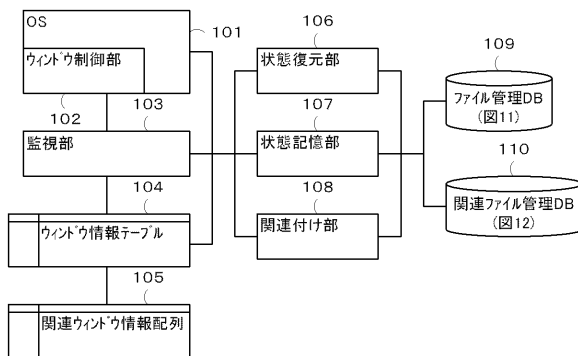 OS
101
ウィンドウ制御部
102
103
監視部
104
ウィンドウ情報テーブル
105
関連ウィンドウ情報配列
106
状態復元部
107
状態記憶部
108
関連付け部
109
ファイル管理DB
(図11)
110
関連ファイル管理DB
(図12)